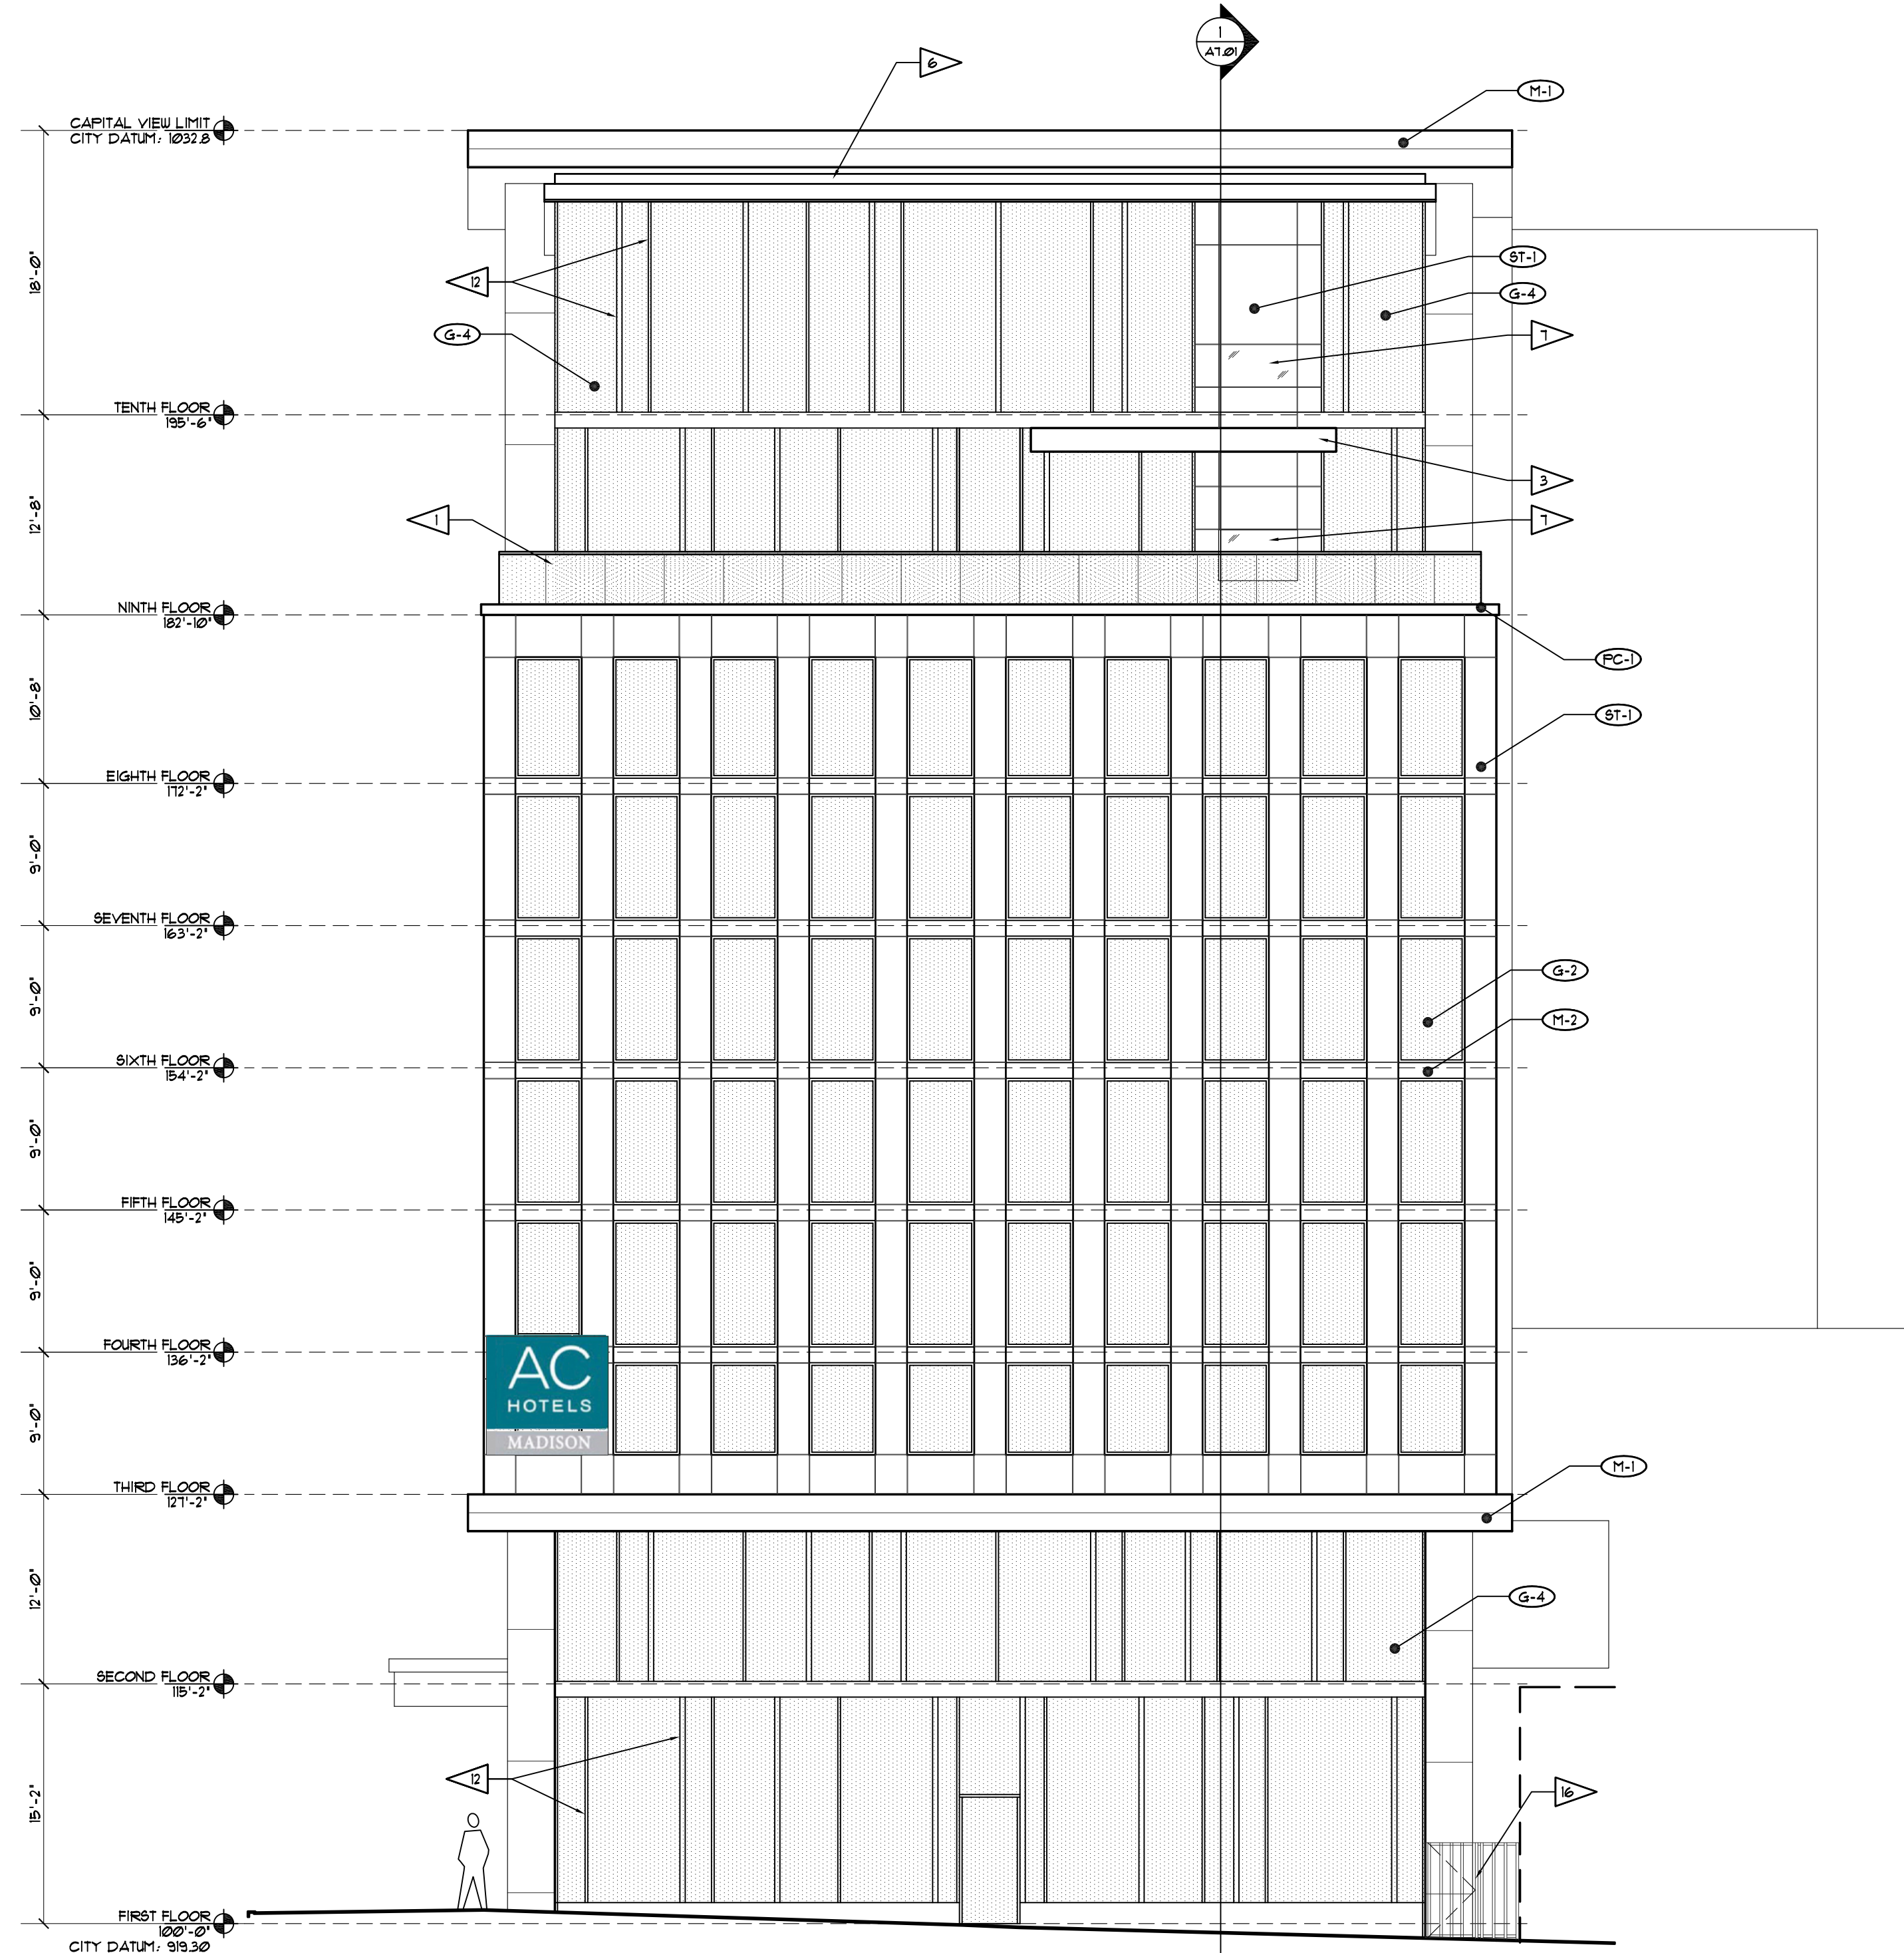 1
A7.01
6
M-1
CAPITAL VIEW LIMIT
CITY DATUM: 1032.8
18'-0"
12
ST-1
G-4
G-4
7
TENTH FLOOR
195'-6"
3
12'-8"
1
7
NINTH FLOOR
182'-10"
PC-1
10'-8"
ST-1
EIGHTH FLOOR
172'-2"
9'-0"
SEVENTH FLOOR
163'-2"
G-2
9'-0"
M-2
SIXTH FLOOR
154'-2"
9'-0"
FIFTH FLOOR
145'-2"
9'-0"
FOURTH FLOOR
136'-2"
AC
HOTELS
MADISON
9'-0"
M-1
THIRD FLOOR
127'-2"
12'-0"
G-4
SECOND FLOOR
115'-2"
12
16
15'-2"
FIRST FLOOR
100'-0"
CITY DATUM: 919.30